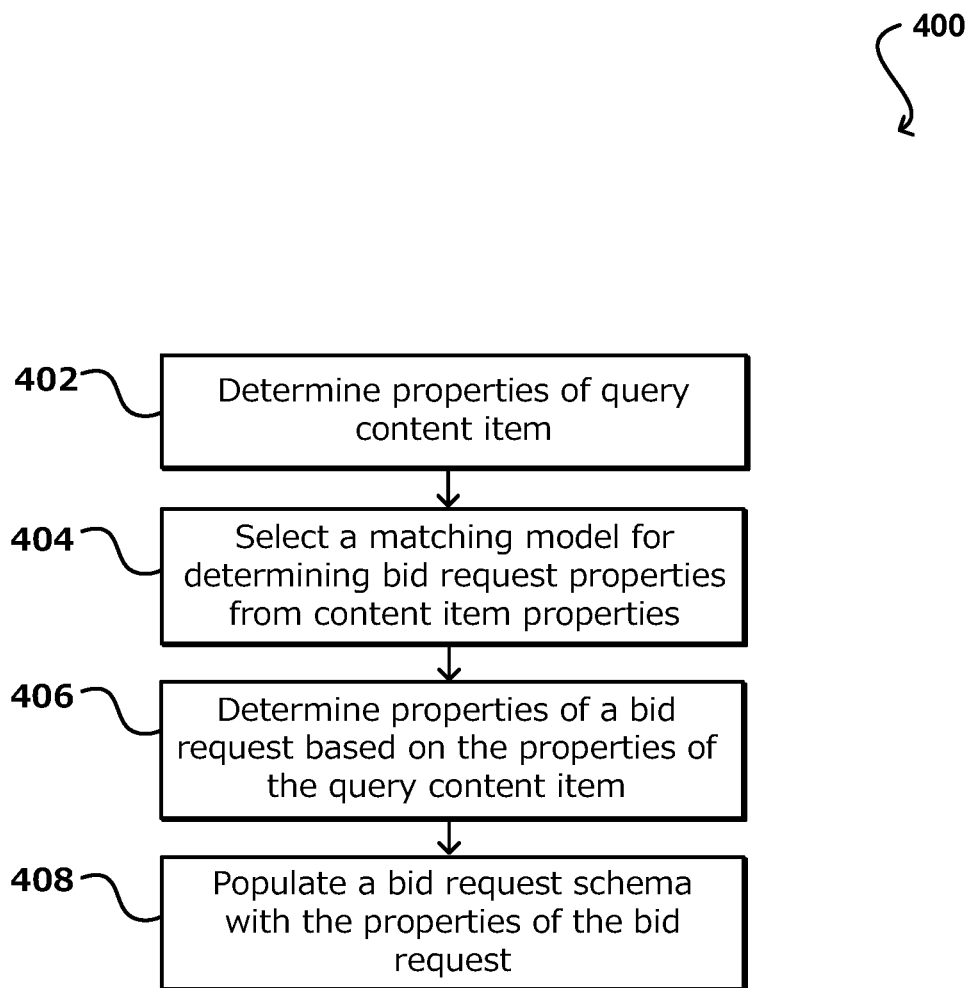 400
402
Determine properties of query
content item
404
Select a matching model for
determining bid request properties
from content item properties
406
Determine properties of a bid
request based on the properties of
the query content item
408
Populate a bid request schema
with the properties of the bid
request